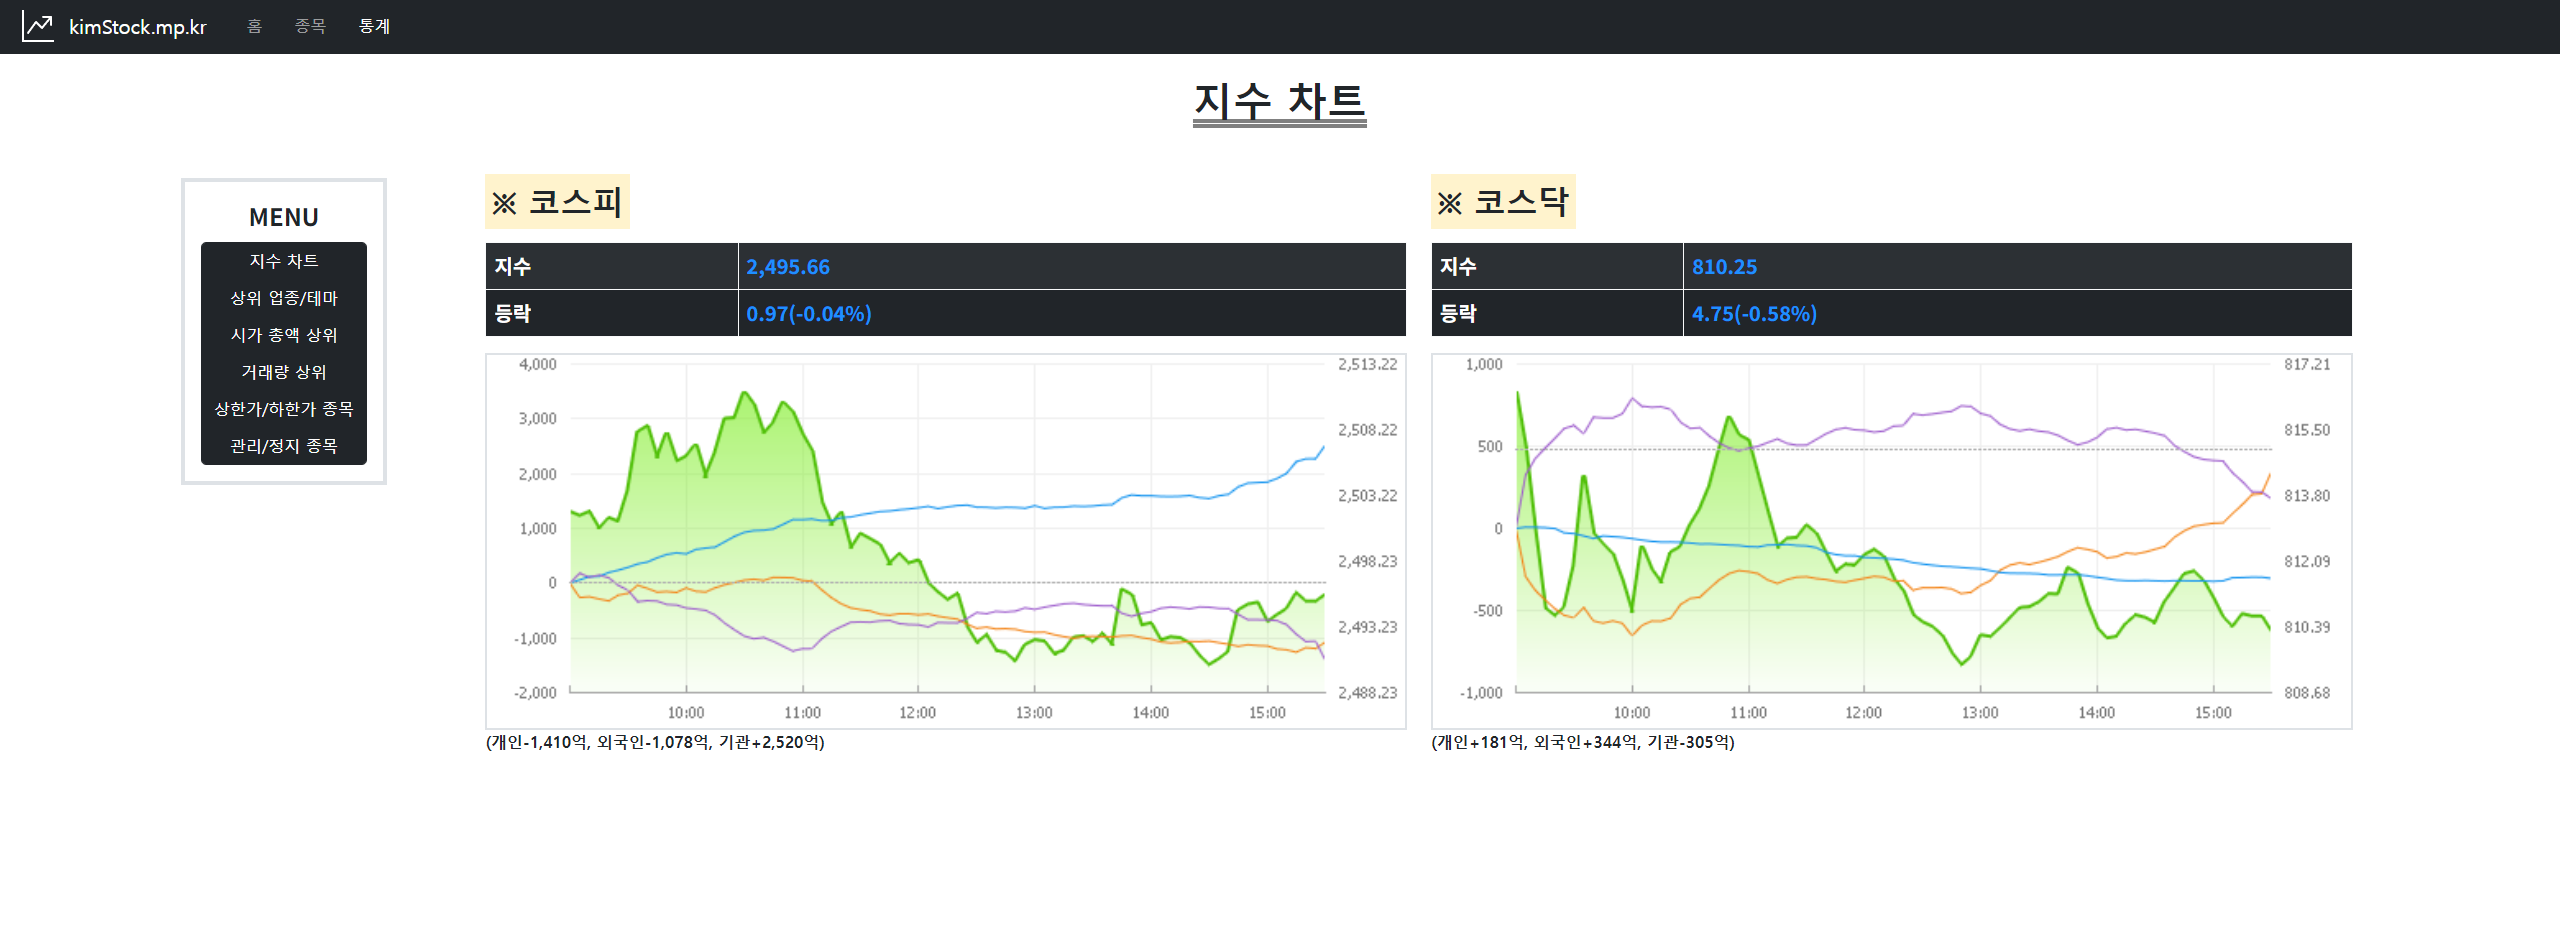 kimStock.mp.kr 홈 종목 통계
지수 차트
MENU
지수 차트
상위 업종/테마
시가 총액 상위
거래량 상위
상한가/하한가 종목
관리/정지 종목
※ 코스피
지수 2,495.66
등락 0.97(-0.04%)
4,000 2,513.22
3,000 2,508.22
2,000 2,503.22
1,000 2,498.23
0 2,493.23
-1,000 2,488.23
-2,000
10:00 11:00 12:00 13:00 14:00 15:00
(개인-1,410억, 외국인-1,078억, 기관+2,520억)
※ 코스닥
지수 810.25
등락 4.75(-0.58%)
1,000 817.21
500 815.50
0 813.80
-500 812.09
-1,000 810.39
808.68
10:00 11:00 12:00 13:00 14:00 15:00
(개인+181억, 외국인+344억, 기관-305억)